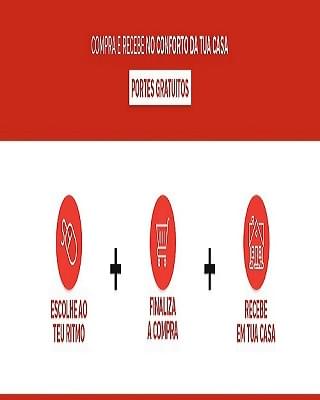 COMPRA E RECEBE NO CONFORTO DA TUA CASA
PORTES GRATUITOS
+
+
ESCOLHE AO
TEU RITMO
FINALIZA
A COMPRA
RECEBE
EM TUA CASA